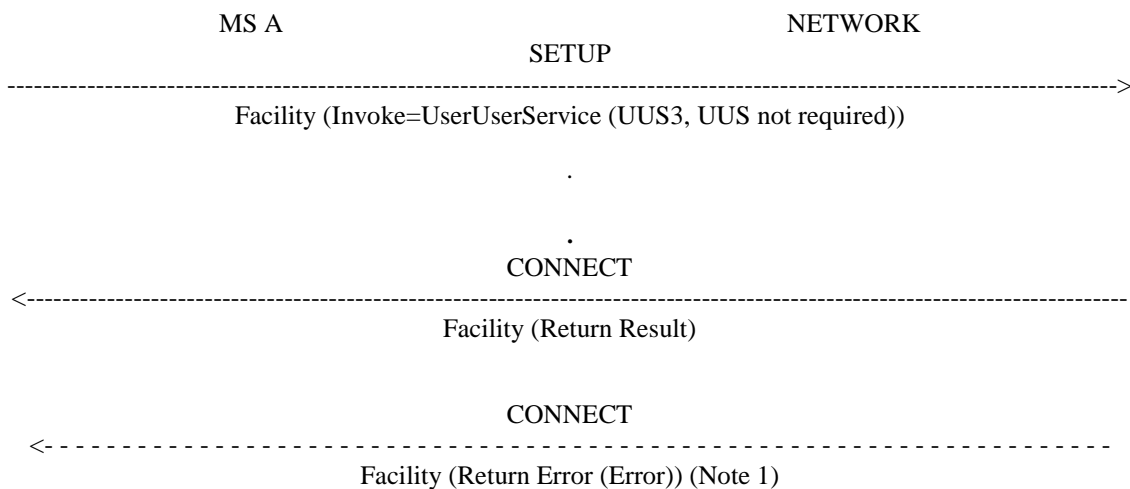 MS A NETWORK
SETUP
------------------------------------------------------------------------------------------------------------------------------>
Facility (Invoke=UserUserService (UUS3, UUS not required))
.
.
CONNECT
<-----------------------------------------------------------------------------------------------------------------------------
Facility (Return Result)
CONNECT
<- - - - - - - - - - - - - - - - - - - - - - - - - - - - - - - - - - - - - - - - - - - - - - - - - - - - - - -
Facility (Return Error (Error)) (Note 1)